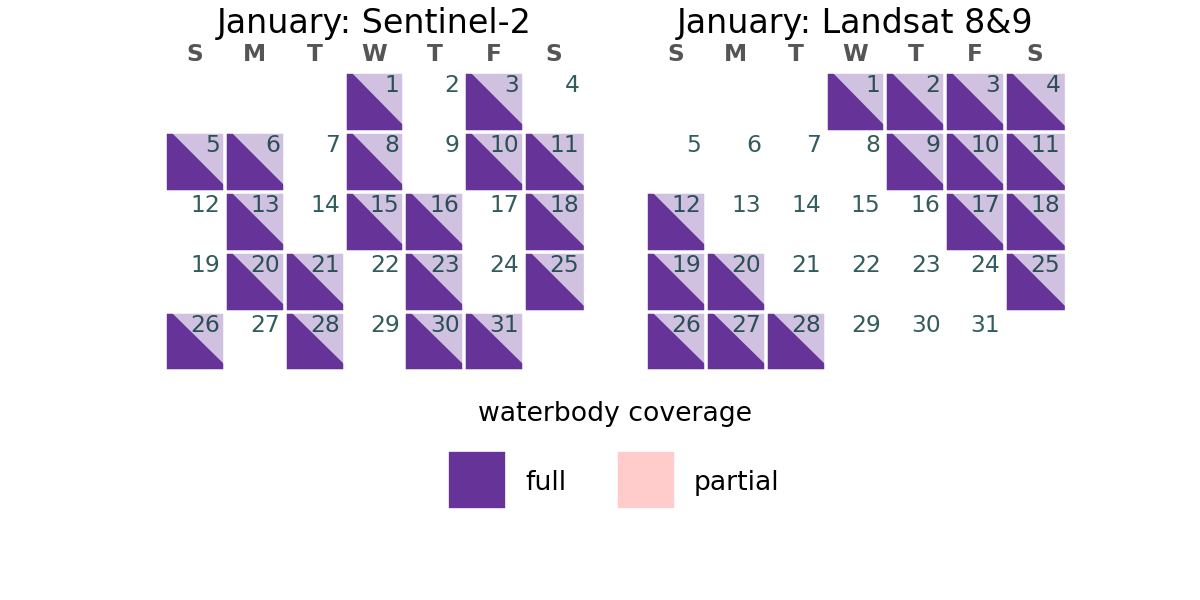 January: Sentinel-2
S M T W T F S
1 2 3 4
5 6 7 8 9 10 11
12 13 14 15 16 17 18
19 20 21 22 23 24 25
26 27 28 29 30 31
January: Landsat 8&9
S M T W T F S
1 2 3 4
5 6 7 8 9 10 11
12 13 14 15 16 17 18
19 20 21 22 23 24 25
26 27 28 29 30 31
waterbody coverage
full
partial